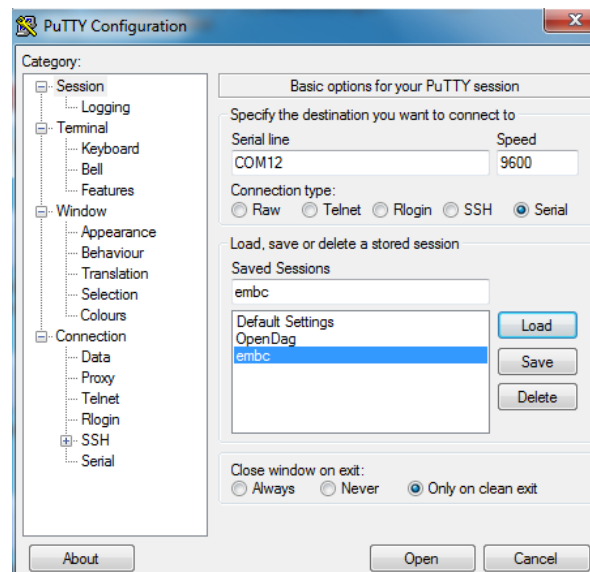 PuTTY Configuration
Category:
Session
Logging
Terminal
Keyboard
Bell
Features
Window
Appearance
Behaviour
Translation
Selection
Colours
Connection
Data
Proxy
Telnet
Rlogin
SSH
Serial
Basic options for your PuTTY session
Specify the destination you want to connect to
Serial line Speed
COM12 9600
Connection type:
Raw Telnet Rlogin SSH Serial
Load, save or delete a stored session
Saved Sessions
embc
Default Settings
OpenDag
embc
Load
Save
Delete
Close window on exit:
Always Never Only on clean exit
About Open Cancel